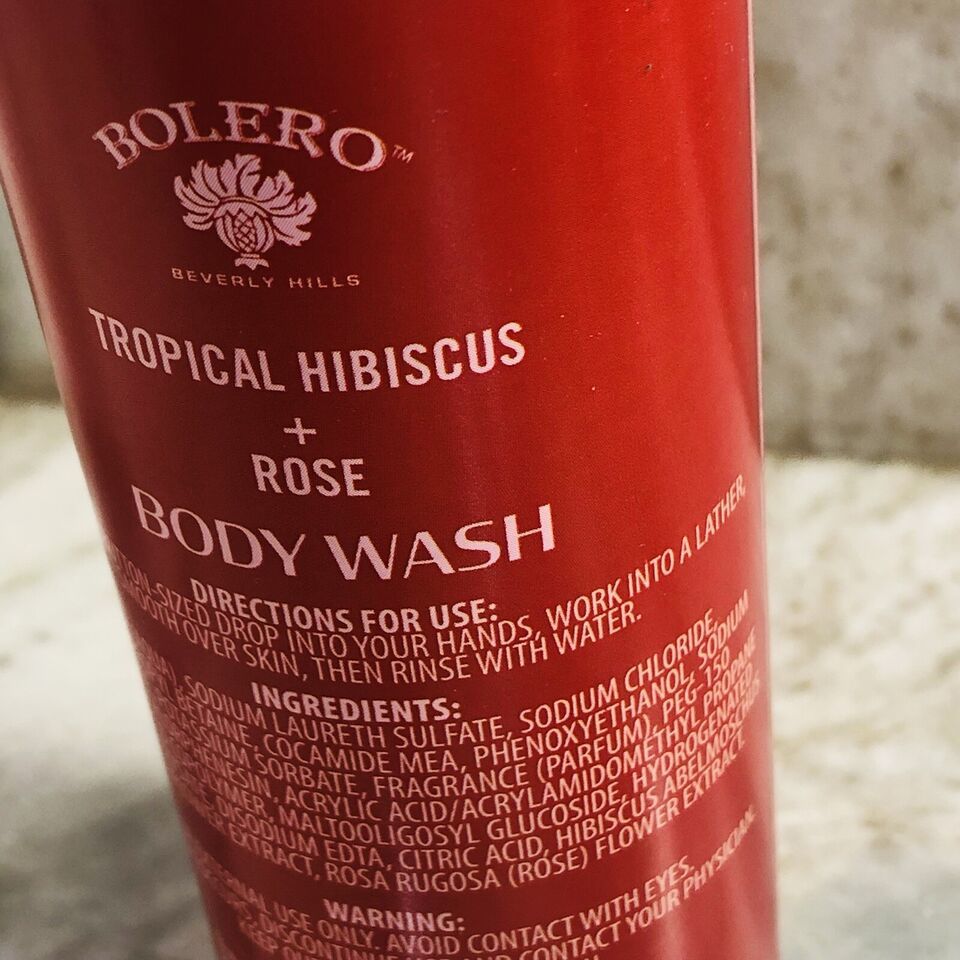 BOLERO™
BEVERLY HILLS
TROPICAL HIBISCUS
+
ROSE
BODY WASH
DIRECTIONS FOR USE:
DROP INTO YOUR HANDS, WORK INTO A LATHER,
OVER SKIN, THEN RINSE WITH WATER.
INGREDIENTS:
SODIUM LAURETH SULFATE, SODIUM CHLORIDE,
BETAINE, COCAMIDE MEA, PHENOXYETHANOL, SODIUM
SORBATE, FRAGRANCE (PARFUM), PEG-150
ACRYLIC ACID/ACRYLAMIDOMETHYL PROPANE
MALTOOLIGOSYL GLUCOSIDE, HYDROGENATED
DISODIUM EDTA, CITRIC ACID, HIBISCUS ABELMOSCHUS
EXTRACT, ROSA RUGOSA (ROSE) FLOWER EXTRACT
WARNING:
USE ONLY. AVOID CONTACT WITH EYES.
DISCONTINUE USE AND CONTACT YOUR PHYSICIAN.